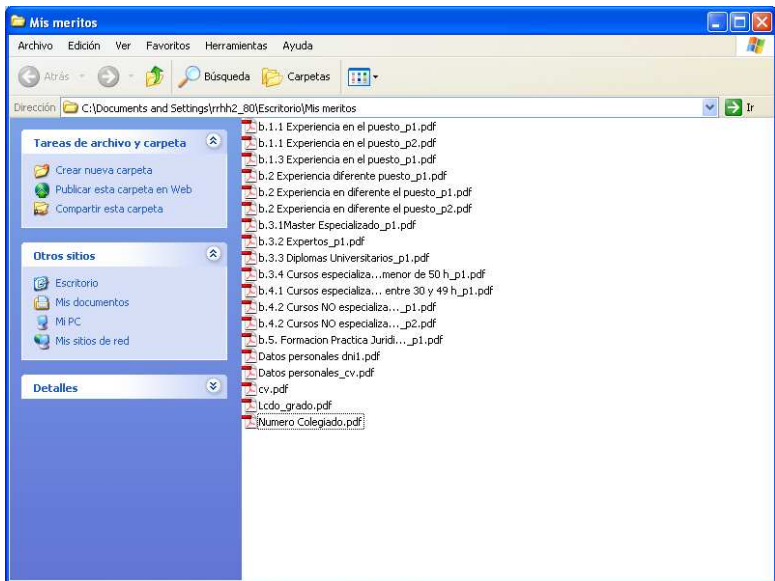 Mis meritos
Archivo Edición Ver Favoritos Herramientas Ayuda
Atrás Búsqueda Carpetas
Dirección C:\Documents and Settings\rrhh2_80\Escritorio\Mis meritos Ir
Tareas de archivo y carpeta
Crear nueva carpeta
Publicar esta carpeta en Web
Compartir esta carpeta
Otros sitios
Escritorio
Mis documentos
Mi PC
Mis sitios de red
Detalles
b.1.1 Experiencia en el puesto_p1.pdf
b.1.1 Experiencia en el puesto_p2.pdf
b.1.3 Experiencia en el puesto_p1.pdf
b.2 Experiencia diferente puesto_p1.pdf
b.2 Experiencia en diferente el puesto_p1.pdf
b.2 Experiencia en diferente el puesto_p2.pdf
b.3.1Master Especializado_p1.pdf
b.3.2 Expertos_p1.pdf
b.3.3 Diplomas Universitarios_p1.pdf
b.3.4 Cursos especializa...menor de 50 h_p1.pdf
b.4.1 Cursos especializa... entre 30 y 49 h_p1.pdf
b.4.2 Cursos NO especializa..._p1.pdf
b.4.2 Cursos NO especializa..._p2.pdf
b.5. Formacion Practica Juridi..._p1.pdf
Datos personales dni1.pdf
Datos personales_cv.pdf
cv.pdf
Lcdo_grado.pdf
Numero Colegiado.pdf